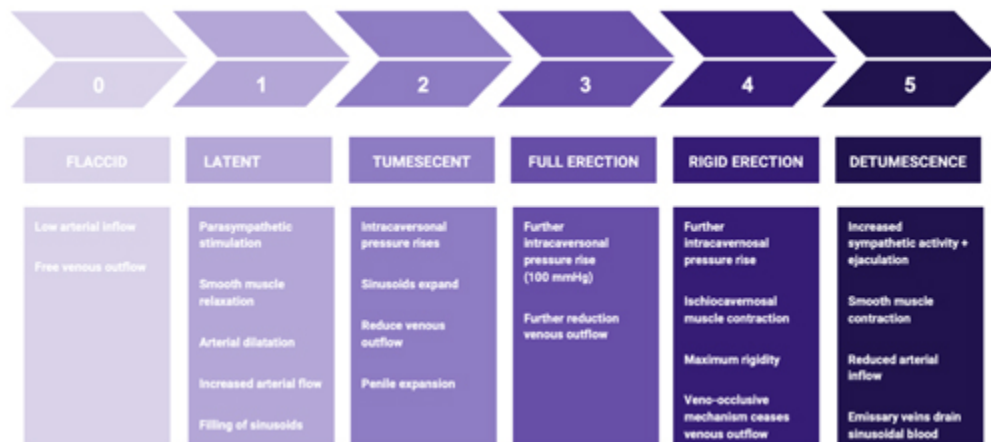 0
1
2
3
4
5
FLACCID
LATENT
TUMESECENT
FULL ERECTION
RIGID ERECTION
DETUMESCENCE
Low arterial inflow
Free venous outflow
Parasympathetic
stimulation
Smooth muscle
relaxation
Arterial dilatation
Increased arterial flow
Filling of sinusoids
Intracaversonal
pressure rises
Sinusoids expand
Reduce venous
outflow
Penile expansion
Further
intracaversonal
pressure rise
(100 mmHg)
Further reduction
venous outflow
Further
intracavernosal
pressure rise
Ischiocavernosal
muscle contraction
Maximum rigidity
Veno-occlusive
mechanism ceases
venous outflow
Increased
sympathetic activity +
ejaculation
Smooth muscle
contraction
Reduced arterial
inflow
Emissary veins drain
sinusoidal blood